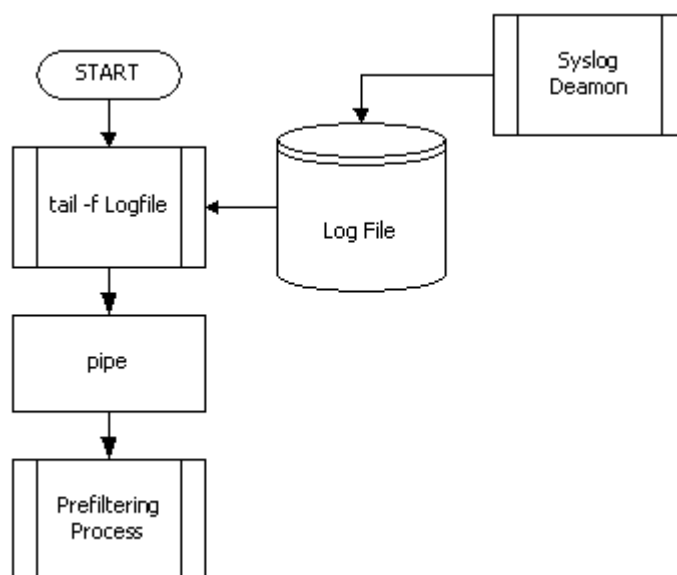 START
Syslog
Deamon
tail -f Logfile
Log File
pipe
Prefiltering
Process